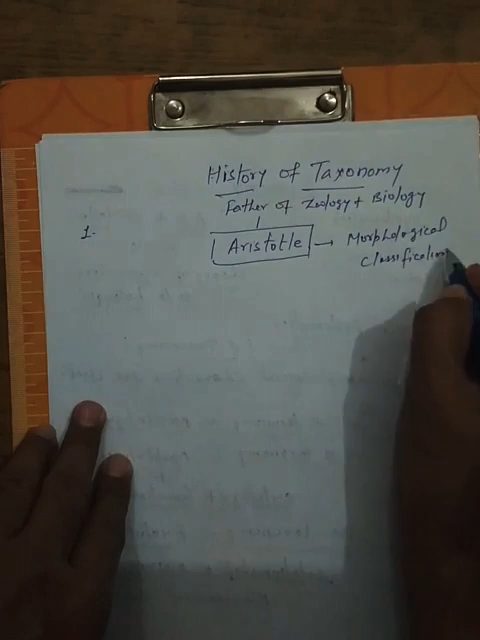 History of Taxonomy
Father of Zoology + Biology
1.
Aristotle → Morphological
Classification